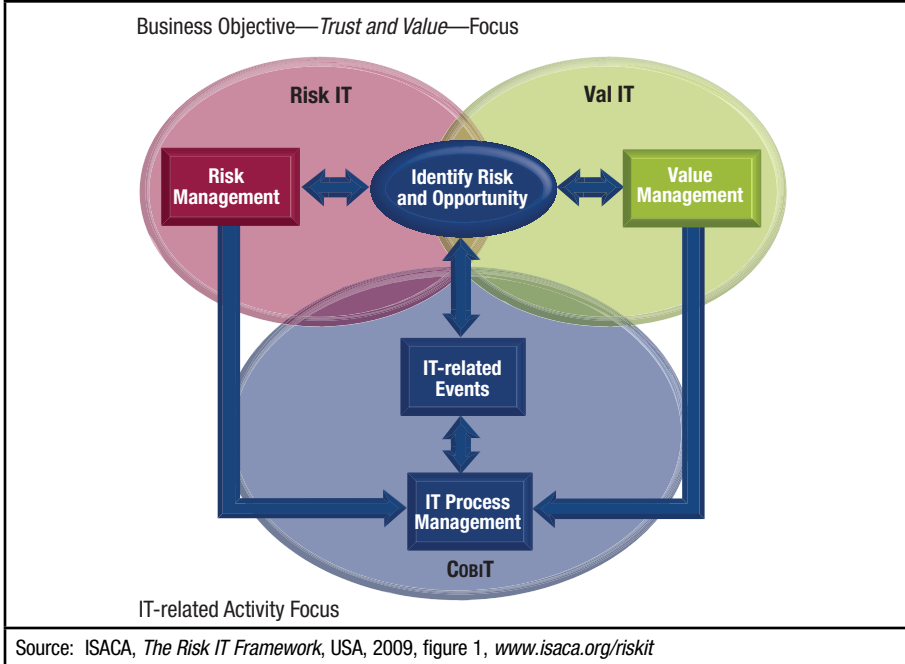 Business Objective—Trust and Value—Focus
Risk IT
Val IT
Risk
Management
Identify Risk
and Opportunity
Value
Management
IT-related
Events
IT Process
Management
COBIT
IT-related Activity Focus
Source: ISACA, The Risk IT Framework, USA, 2009, figure 1, www.isaca.org/riskit